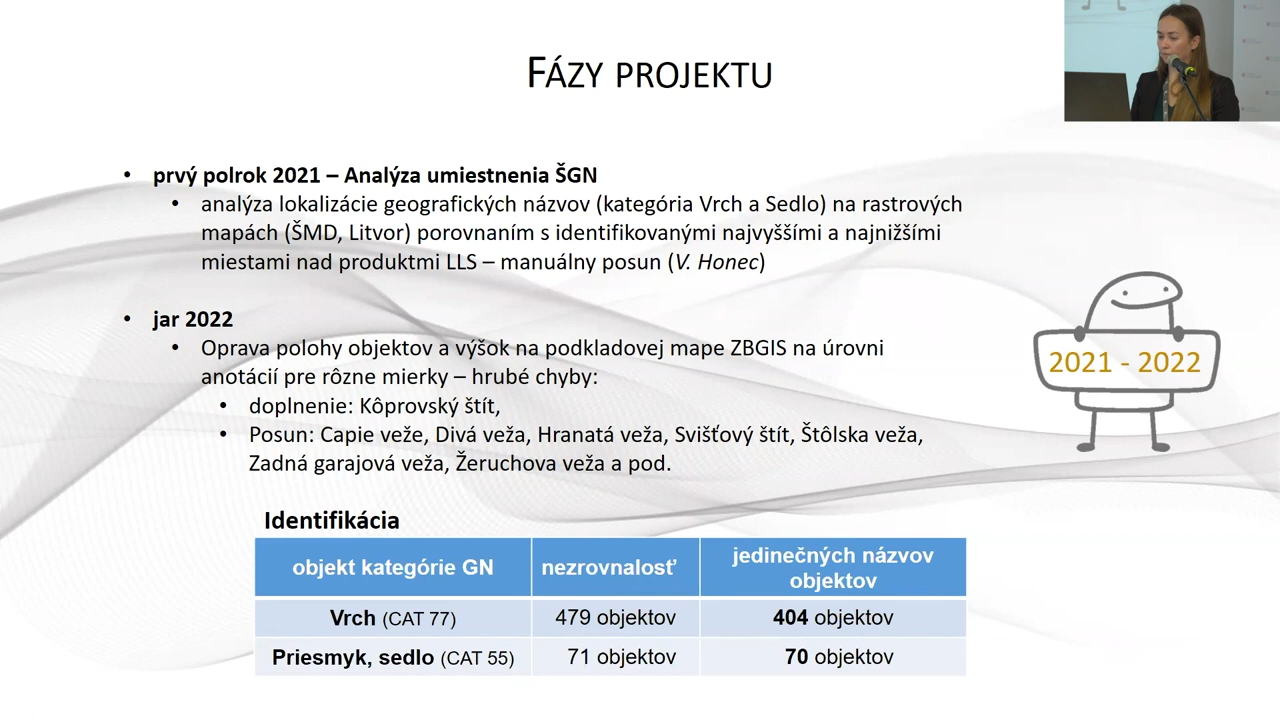 FÁZY PROJEKTU
• prvý polrok 2021 – Analýza umiestnenia ŠGN
• analýza lokalizácie geografických názvov (kategória Vrch a Sedlo) na rastrových
mapách (ŠMD, Litvor) porovnaním s identifikovanými najvyššími a najnižšími
miestami nad produktmi LLS – manuálny posun (V. Honec)
• jar 2022
• Oprava polohy objektov a výšok na podkladovej mape ZBGIS na úrovni
anotácií pre rôzne mierky – hrubé chyby:
• doplnenie: Kôprovský štít,
• Posun: Capie veže, Divá veža, Hranatá veža, Svišťový štít, Štôlska veža,
Zadná garajová veža, Žeruchova veža a pod.
2021 - 2022
Identifikácia
objekt kategórie GN nezrovnalosť jedinečných názvov
objektov
Vrch (CAT 77) 479 objektov 404 objektov
Priesmyk, sedlo (CAT 55) 71 objektov 70 objektov